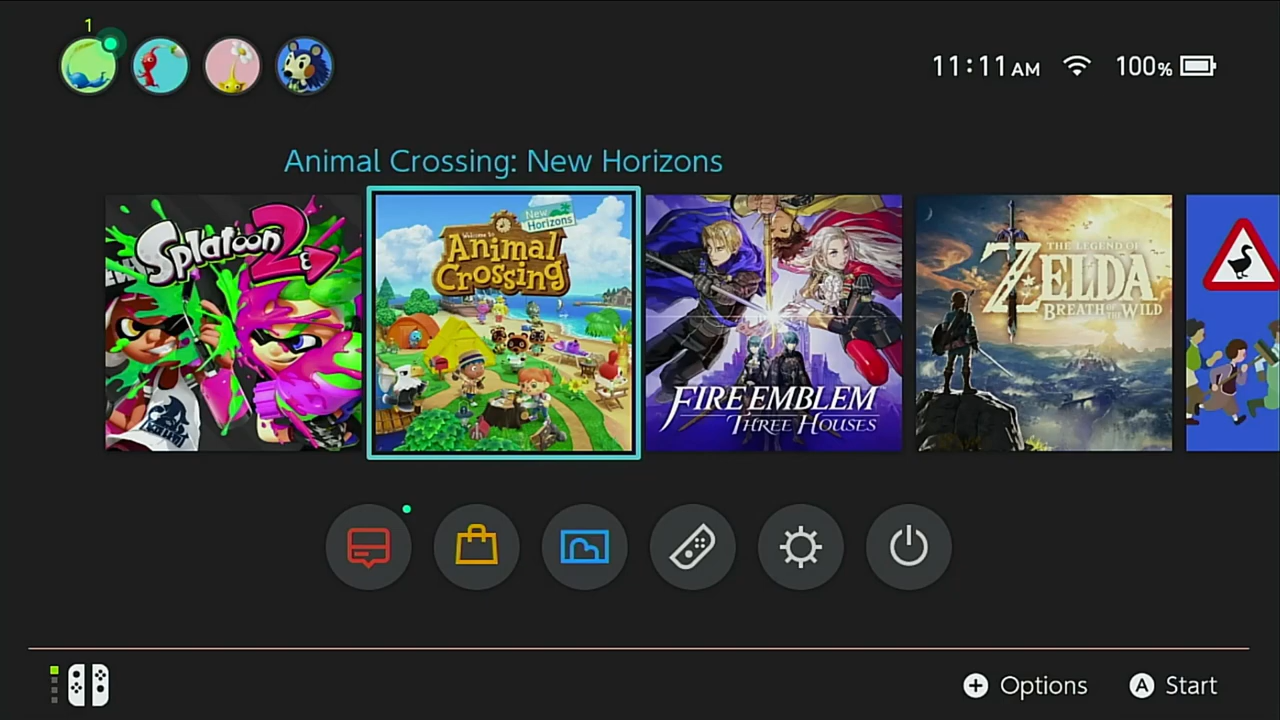 1
11:11 AM
100%
Animal Crossing: New Horizons
Splatoon 2
New Horizons
Welcome to
Animal Crossing
FIRE EMBLEM
THREE HOUSES
THE LEGEND OF
ZELDA
BREATH OF THE WILD
+ Options
A Start